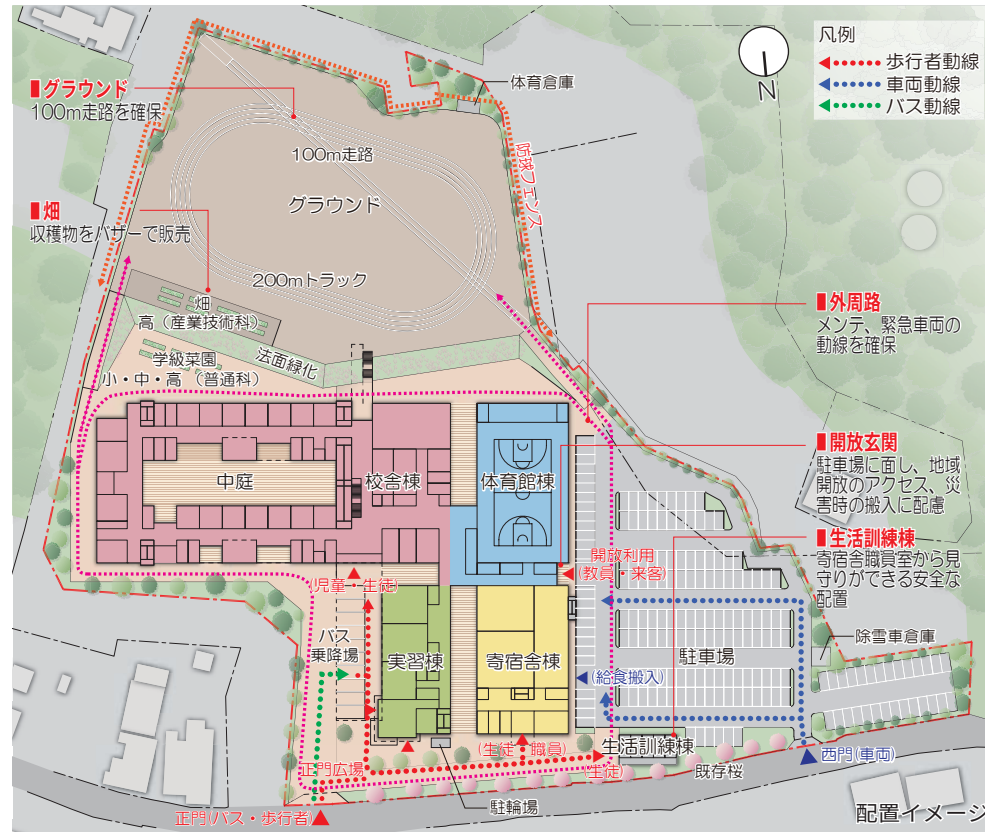 凡例
歩行者動線
車両動線
バス動線
N
体育倉庫
■グラウンド
100m走路を確保
100m走路
グラウンド
200mトラック
防球フェンス
■畑
収穫物をバザーで販売
畑
高（産業技術科）
学級菜園
小・中・高（普通科）
法面緑化
■外周路
メンテ、緊急車両の
動線を確保
■開放玄関
駐車場に面し、地域
開放のアクセス、災
害時の搬入に配慮
■生活訓練棟
寄宿舎職員室から見
守りができる安全な
配置
中庭
校舎棟
体育館棟
開放利用
(教員・来客)
(児童・生徒)
バス
乗降場
実習棟
寄宿舎棟
駐車場
除雪車倉庫
(給食搬入)
正門広場
(生徒・職員)
生活訓練棟
(生徒)
既存桜
西門(車両)
駐輪場
正門(バス・歩行者)
配置イメージ